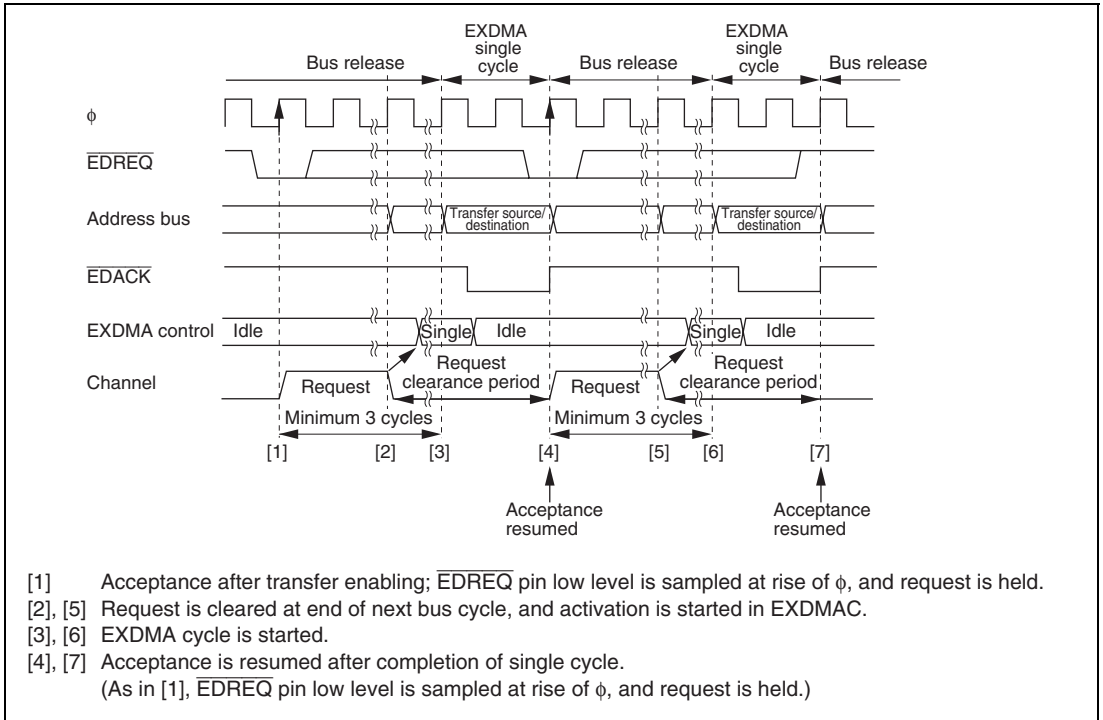 EXDMA single cycle
EXDMA single cycle
Bus release
Bus release
Bus release
φ
EDREQ
Address bus
Transfer source/ destination
Transfer source/ destination
EDACK
EXDMA control
Idle
Single
Idle
Single
Idle
Channel
Request
Request clearance period
Request
Request clearance period
Minimum 3 cycles
Minimum 3 cycles
[1]
[2]
[3]
[4]
[5]
[6]
[7]
Acceptance resumed
Acceptance resumed
[1] Acceptance after transfer enabling; EDREQ pin low level is sampled at rise of φ, and request is held.
[2], [5] Request is cleared at end of next bus cycle, and activation is started in EXDMAC.
[3], [6] EXDMA cycle is started.
[4], [7] Acceptance is resumed after completion of single cycle.
(As in [1], EDREQ pin low level is sampled at rise of φ, and request is held.)